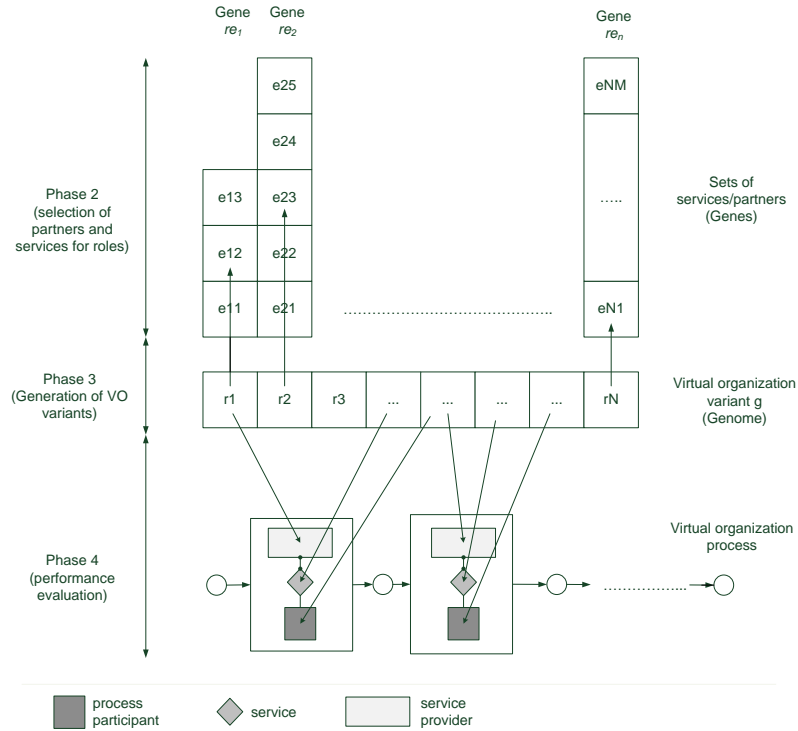 Gene
re1
Gene
re2
Gene
ren
e25
eNM
e24
Phase 2
(selection of
partners and
services for roles)
e13
e23
…..
Sets of
services/partners
(Genes)
e12
e22
e11
e21
…………………………………..
eN1
Phase 3
(Generation of VO
variants)
r1
r2
r3
...
...
...
...
rN
Virtual organization
variant g
(Genome)
Phase 4
(performance
evaluation)
Virtual organization
process
……………...
process
participant
service
service
provider